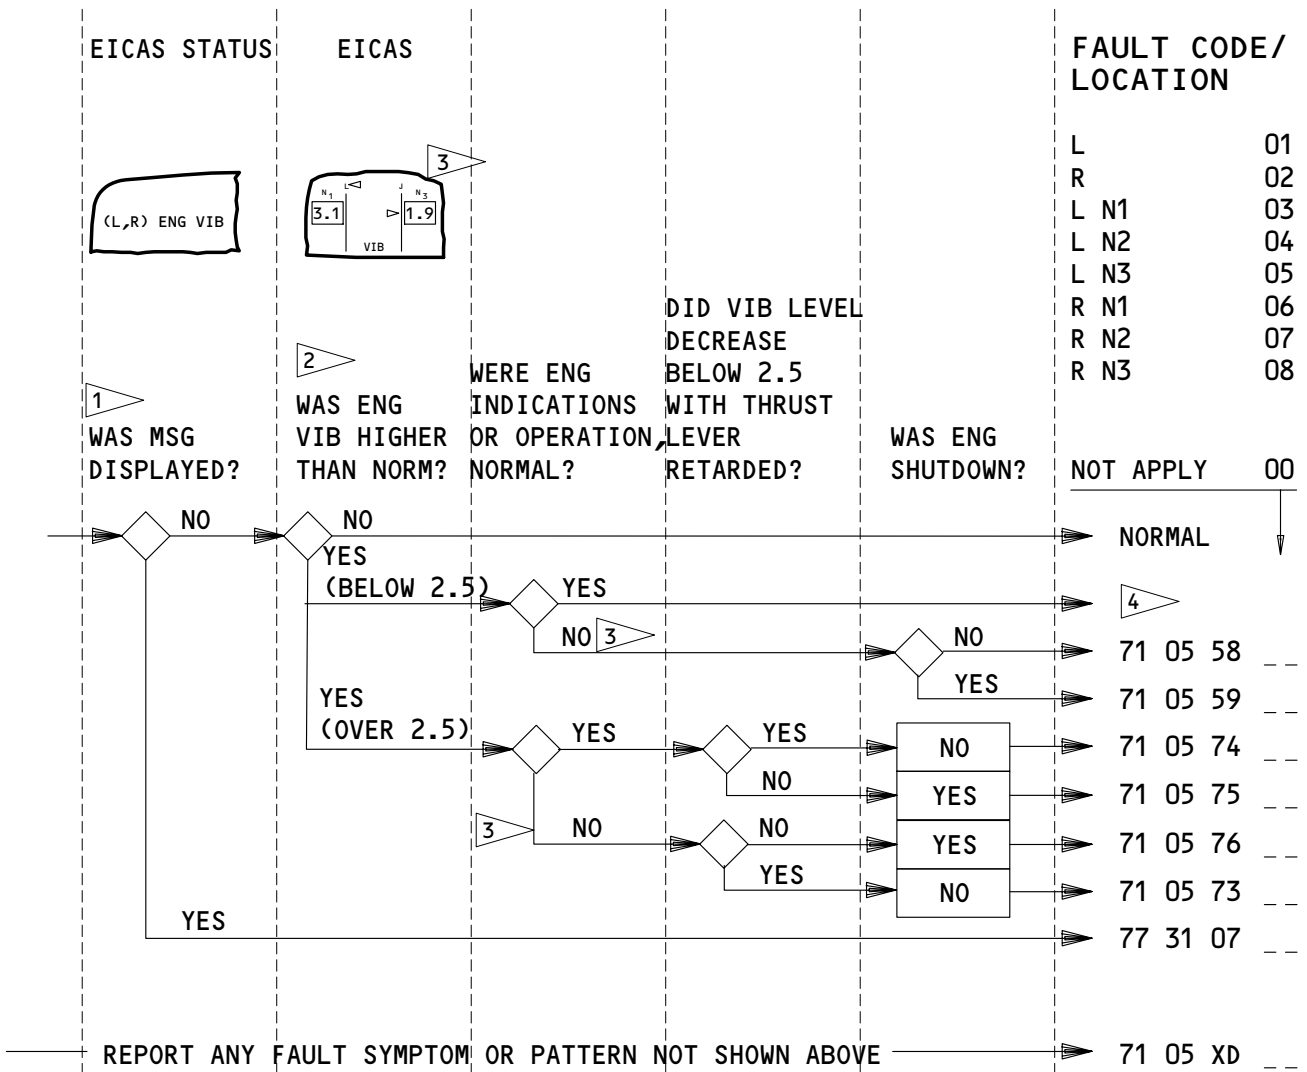 EICAS STATUS
EICAS
FAULT CODE/
LOCATION
L 01
R 02
L N1 03
L N2 04
L N3 05
R N1 06
R N2 07
R N3 08
NOT APPLY 00
(L,R) ENG VIB
3
N1 L J N3
3.1 1.9
VIB
1
WAS MSG
DISPLAYED?
2
WAS ENG
VIB HIGHER
THAN NORM?
WERE ENG
INDICATIONS
OR OPERATION,
NORMAL?
DID VIB LEVEL
DECREASE
BELOW 2.5
WITH THRUST
LEVER
RETARDED?
WAS ENG
SHUTDOWN?
NO NO NORMAL
YES
(BELOW 2.5) YES 4
NO 3 NO 71 05 58 _ _
YES 71 05 59 _ _
YES
(OVER 2.5) YES YES NO 71 05 74 _ _
NO YES 71 05 75 _ _
3 NO NO YES 71 05 76 _ _
YES NO 71 05 73 _ _
YES 77 31 07 _ _
REPORT ANY FAULT SYMPTOM OR PATTERN NOT SHOWN ABOVE 71 05 XD _ _